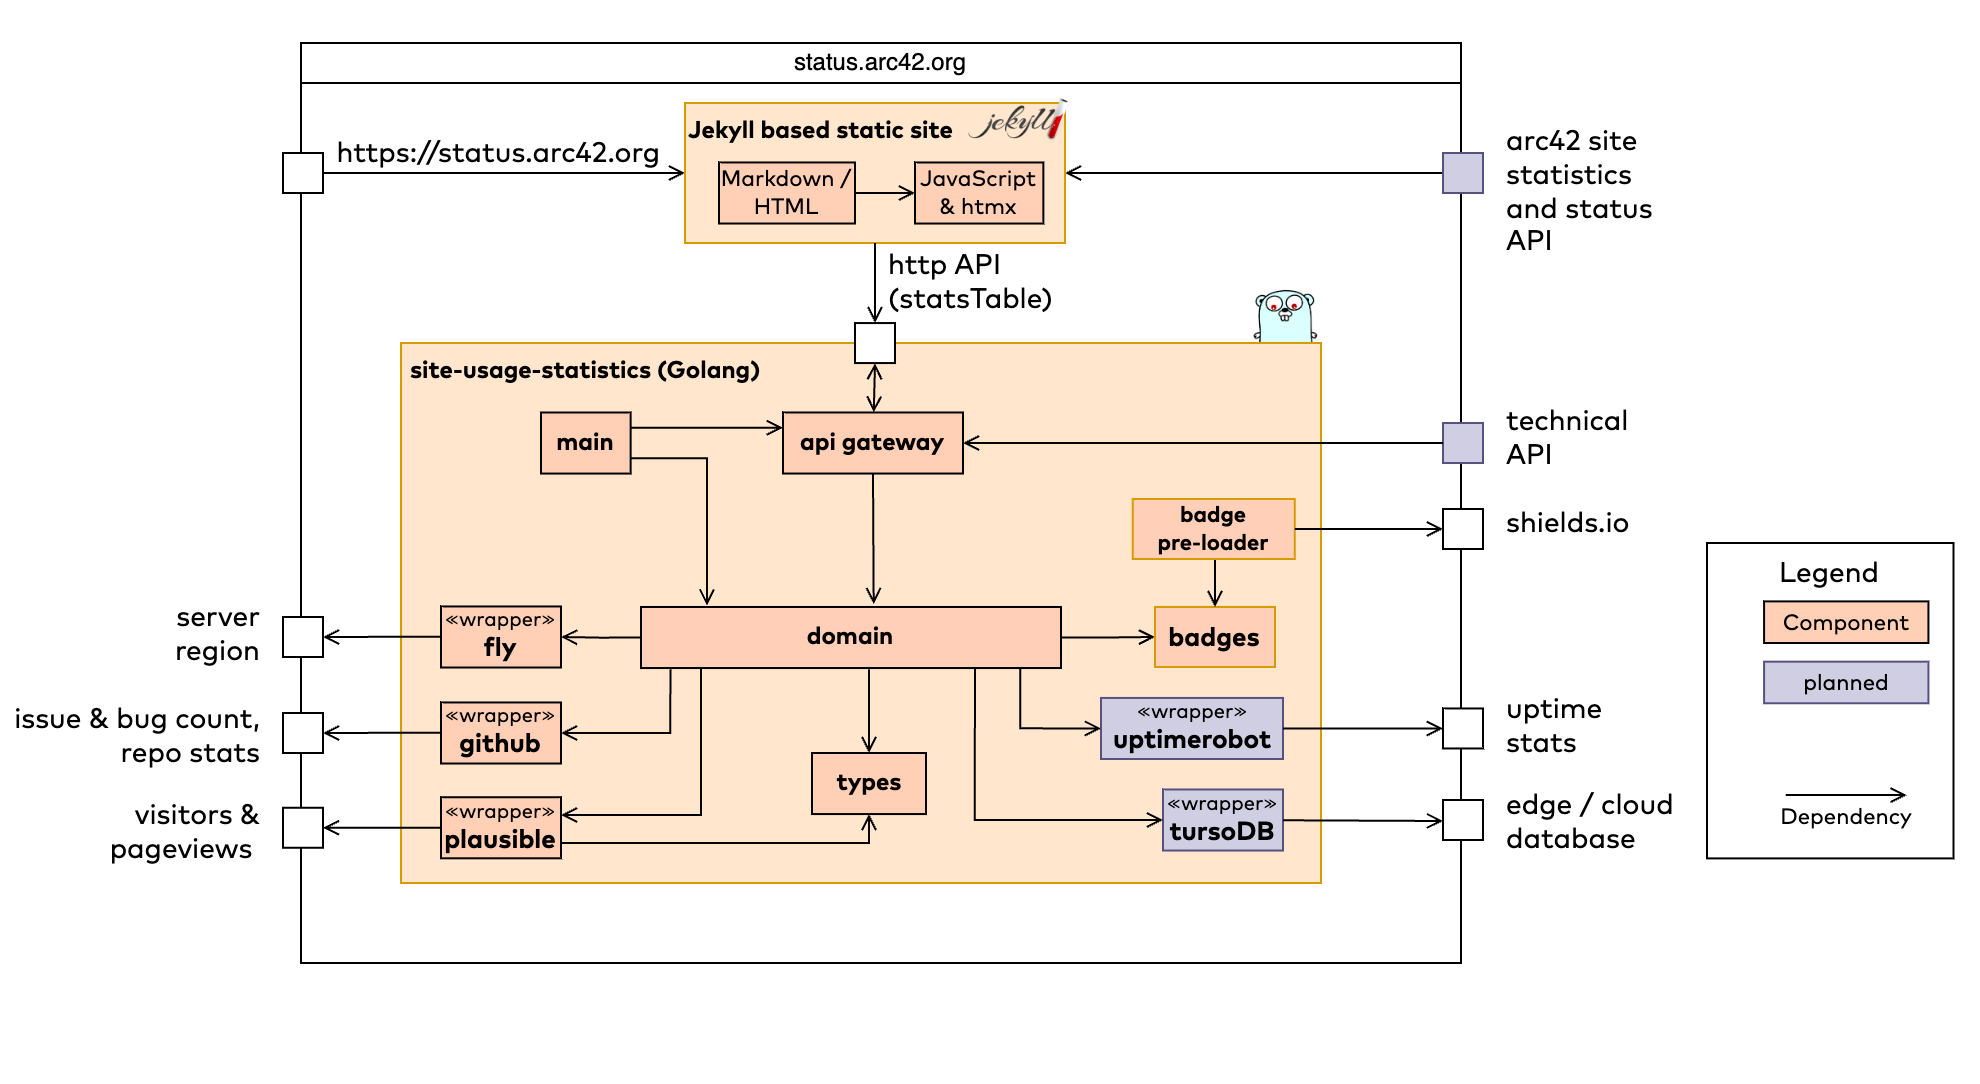 status.arc42.org
Jekyll based static site
jekyll
https://status.arc42.org
Markdown /
HTML
JavaScript
& htmx
arc42 site
statistics
and status
API
http API
(statsTable)
site-usage-statistics (Golang)
main
api gateway
technical
API
badge
pre-loader
shields.io
server
region
«wrapper»
fly
domain
badges
issue & bug count,
repo stats
«wrapper»
github
types
«wrapper»
uptimerobot
uptime
stats
visitors &
pageviews
«wrapper»
plausible
«wrapper»
tursoDB
edge / cloud
database
Legend
Component
planned
Dependency